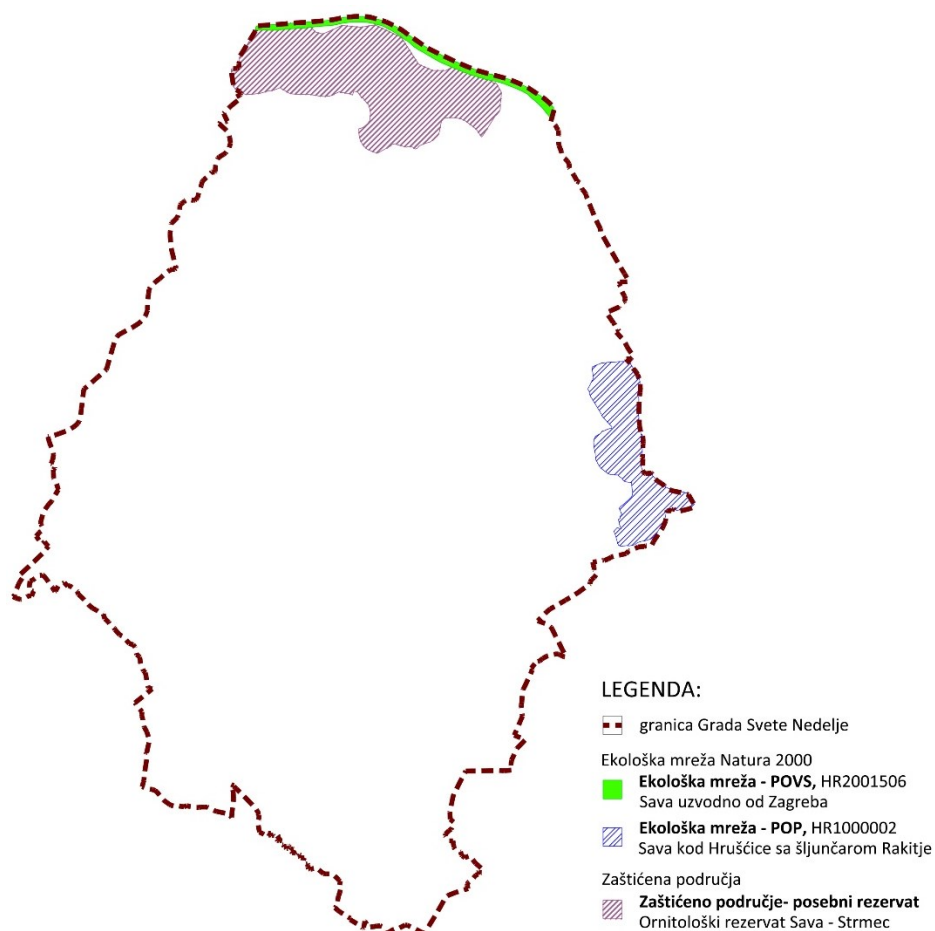 LEGENDA:
granica Grada Svete Nedelje
Ekološka mreža Natura 2000
Ekološka mreža - POVS, HR2001506
Sava uzvodno od Zagreba
Ekološka mreža - POP, HR1000002
Sava kod Hrušćice sa šljunčarom Rakitje
Zaštićena područja
Zaštićeno područje- posebni rezervat
Ornitološki rezervat Sava - Strmec